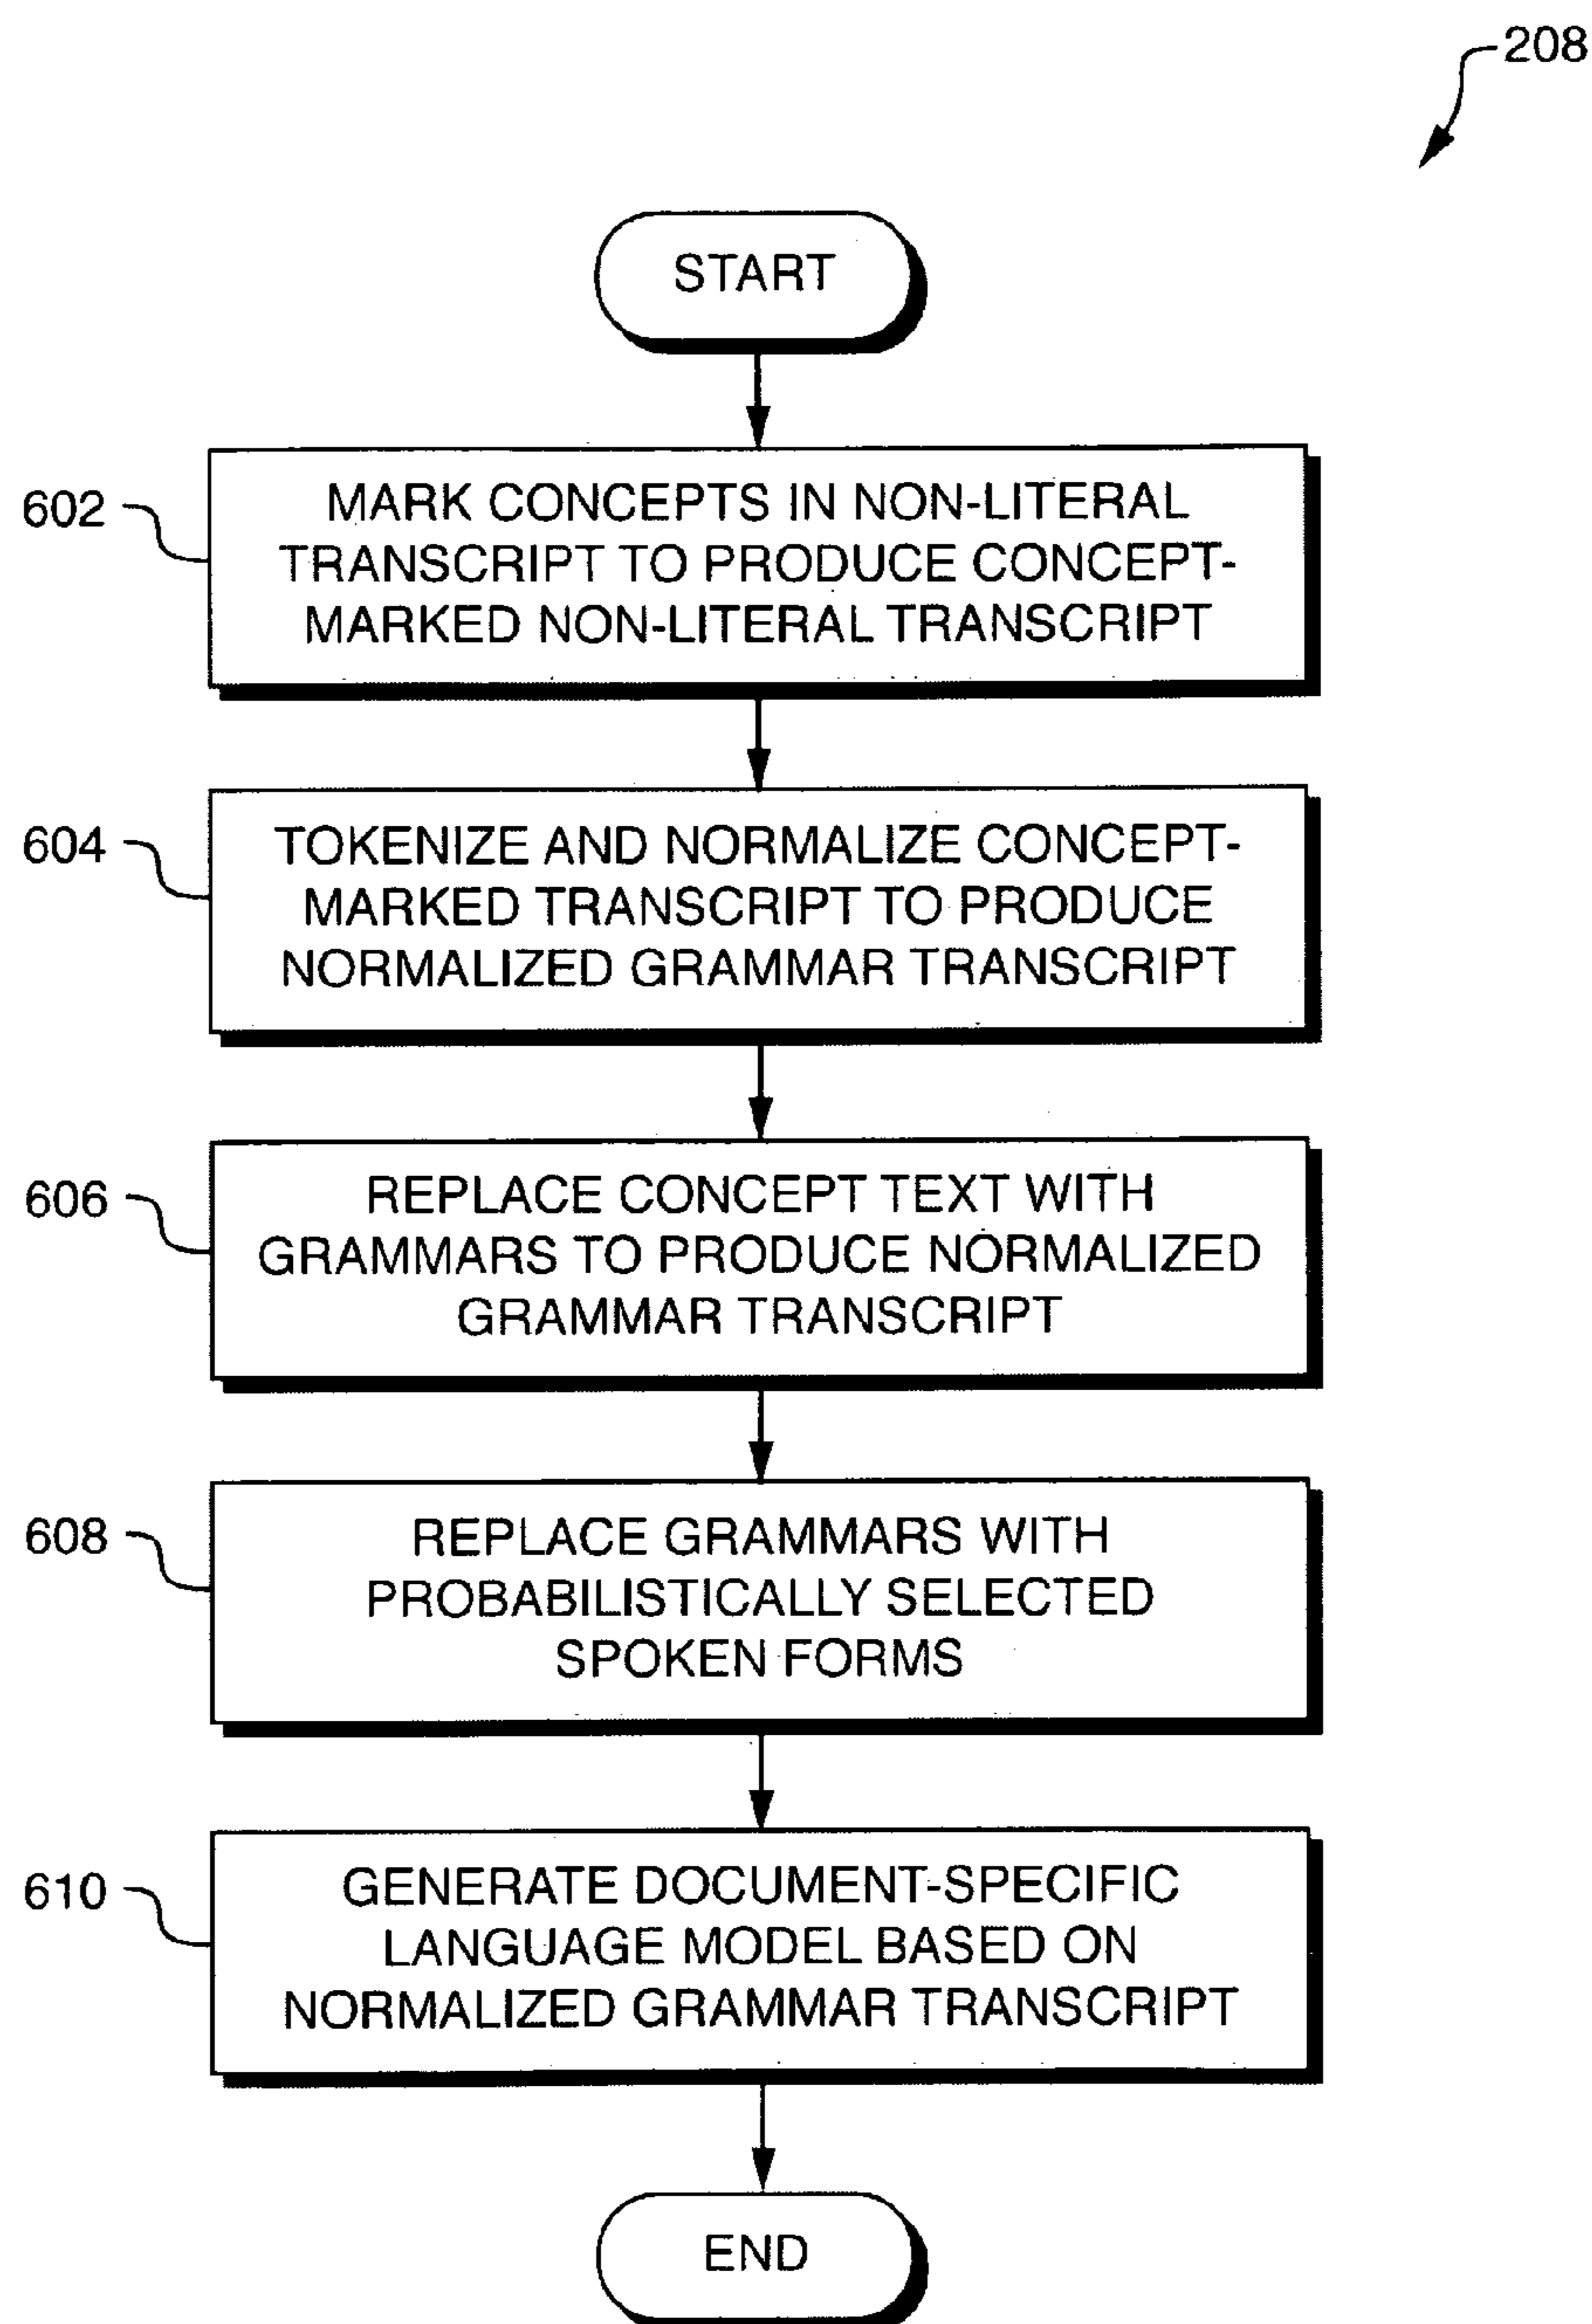 208
START
602
MARK CONCEPTS IN NON-LITERAL
TRANSCRIPT TO PRODUCE CONCEPT-
MARKED NON-LITERAL TRANSCRIPT
604
TOKENIZE AND NORMALIZE CONCEPT-
MARKED TRANSCRIPT TO PRODUCE
NORMALIZED GRAMMAR TRANSCRIPT
606
REPLACE CONCEPT TEXT WITH
GRAMMARS TO PRODUCE NORMALIZED
GRAMMAR TRANSCRIPT
608
REPLACE GRAMMARS WITH
PROBABILISTICALLY SELECTED
SPOKEN FORMS
610
GENERATE DOCUMENT-SPECIFIC
LANGUAGE MODEL BASED ON
NORMALIZED GRAMMAR TRANSCRIPT
END